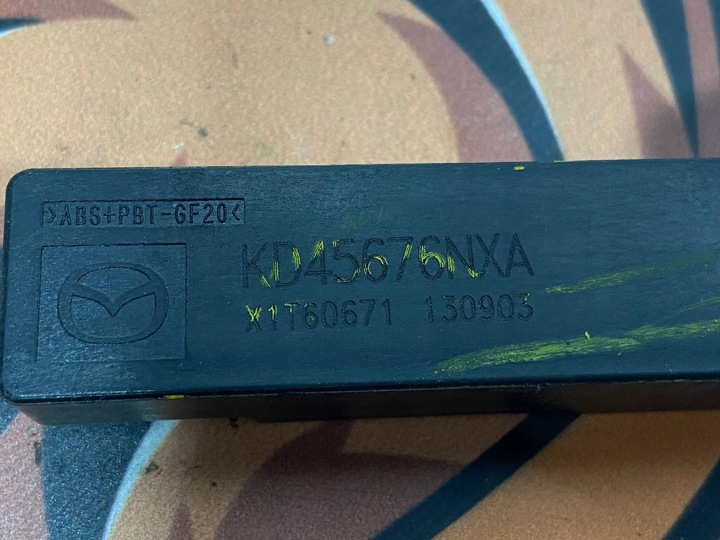 >ABS+PBT-GF20<
KD45676NXA
X1T60671 130903